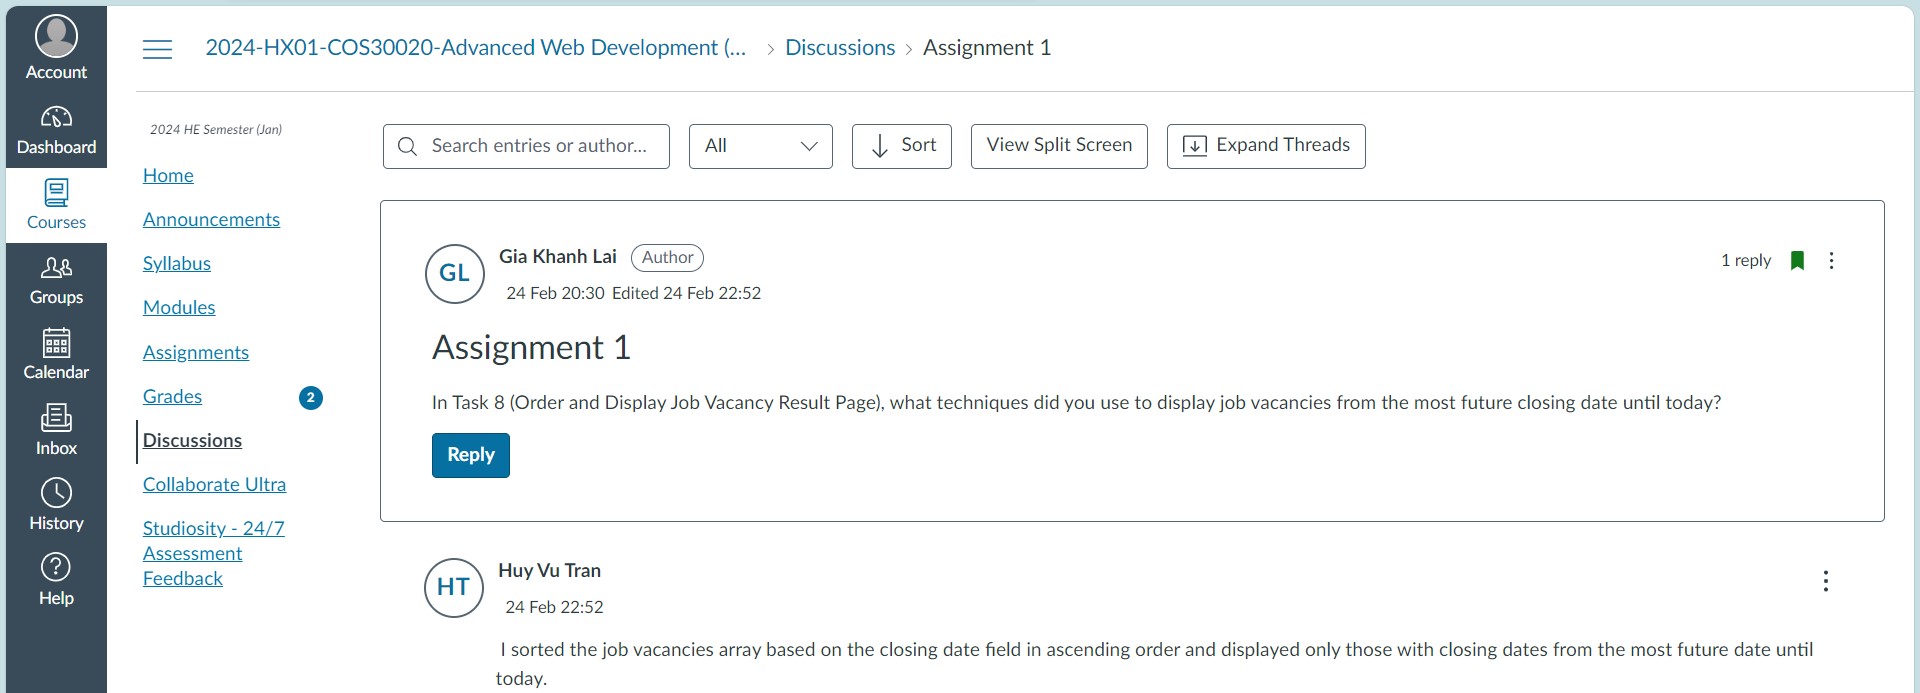 Account
Dashboard
Courses
Groups
Calendar
Inbox
History
Help
2024-HX01-COS30020-Advanced Web Development (... > Discussions > Assignment 1
2024 HE Semester (Jan)
Home
Announcements
Syllabus
Modules
Assignments
Grades 2
Discussions
Collaborate Ultra
Studiosity - 24/7
Assessment
Feedback
Search entries or author... All Sort View Split Screen Expand Threads
GL
Gia Khanh Lai Author
24 Feb 20:30 Edited 24 Feb 22:52
1 reply
Assignment 1
In Task 8 (Order and Display Job Vacancy Result Page), what techniques did you use to display job vacancies from the most future closing date until today?
Reply
HT
Huy Vu Tran
24 Feb 22:52
I sorted the job vacancies array based on the closing date field in ascending order and displayed only those with closing dates from the most future date until
today.